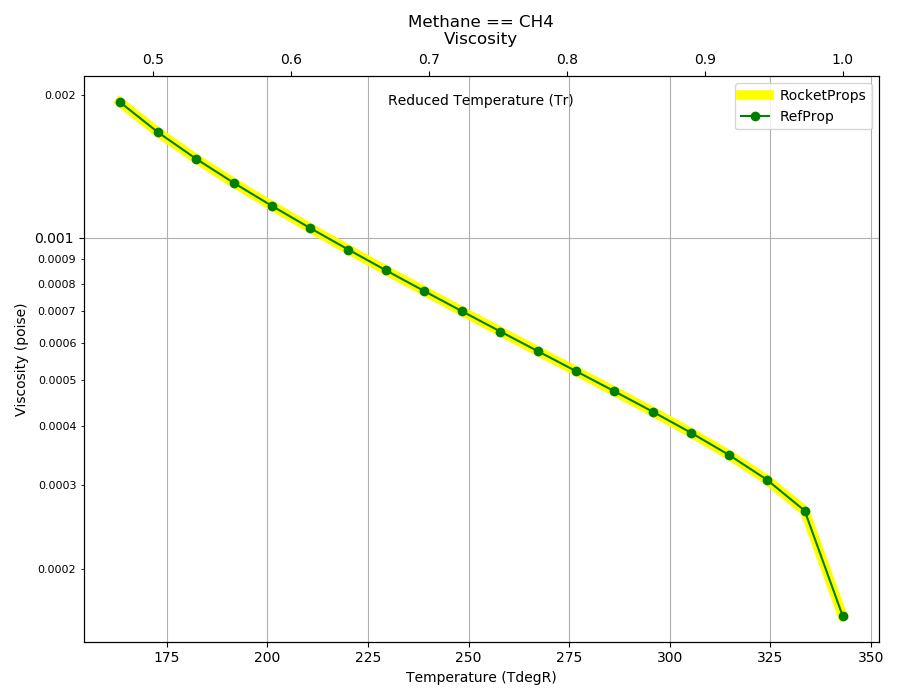 Methane == CH4
Viscosity
0.5 0.6 0.7 0.8 0.9 1.0
Reduced Temperature (Tr)
RocketProps
RefProp
0.002
0.001
0.0009
0.0008
0.0007
0.0006
0.0005
0.0004
0.0003
0.0002
Viscosity (poise)
175 200 225 250 275 300 325 350
Temperature (TdegR)